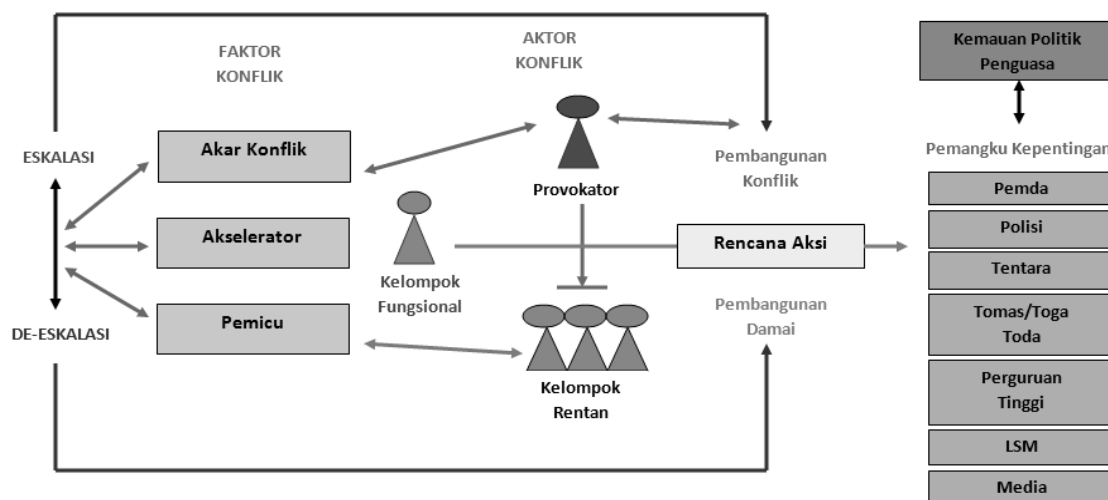 FAKTOR
KONFLIK
AKTOR
KONFLIK
Kemauan Politik
Penguasa
ESKALASI
Akar Konflik
Provokator
Pembangunan
Konflik
Pemangku Kepentingan
Pemda
Akselerator
Kelompok
Fungsional
Rencana Aksi
Polisi
Tentara
DE-ESKALASI
Pemicu
Kelompok
Rentan
Pembangunan
Damai
Tomas/Toga
Toda
Perguruan
Tinggi
LSM
Media